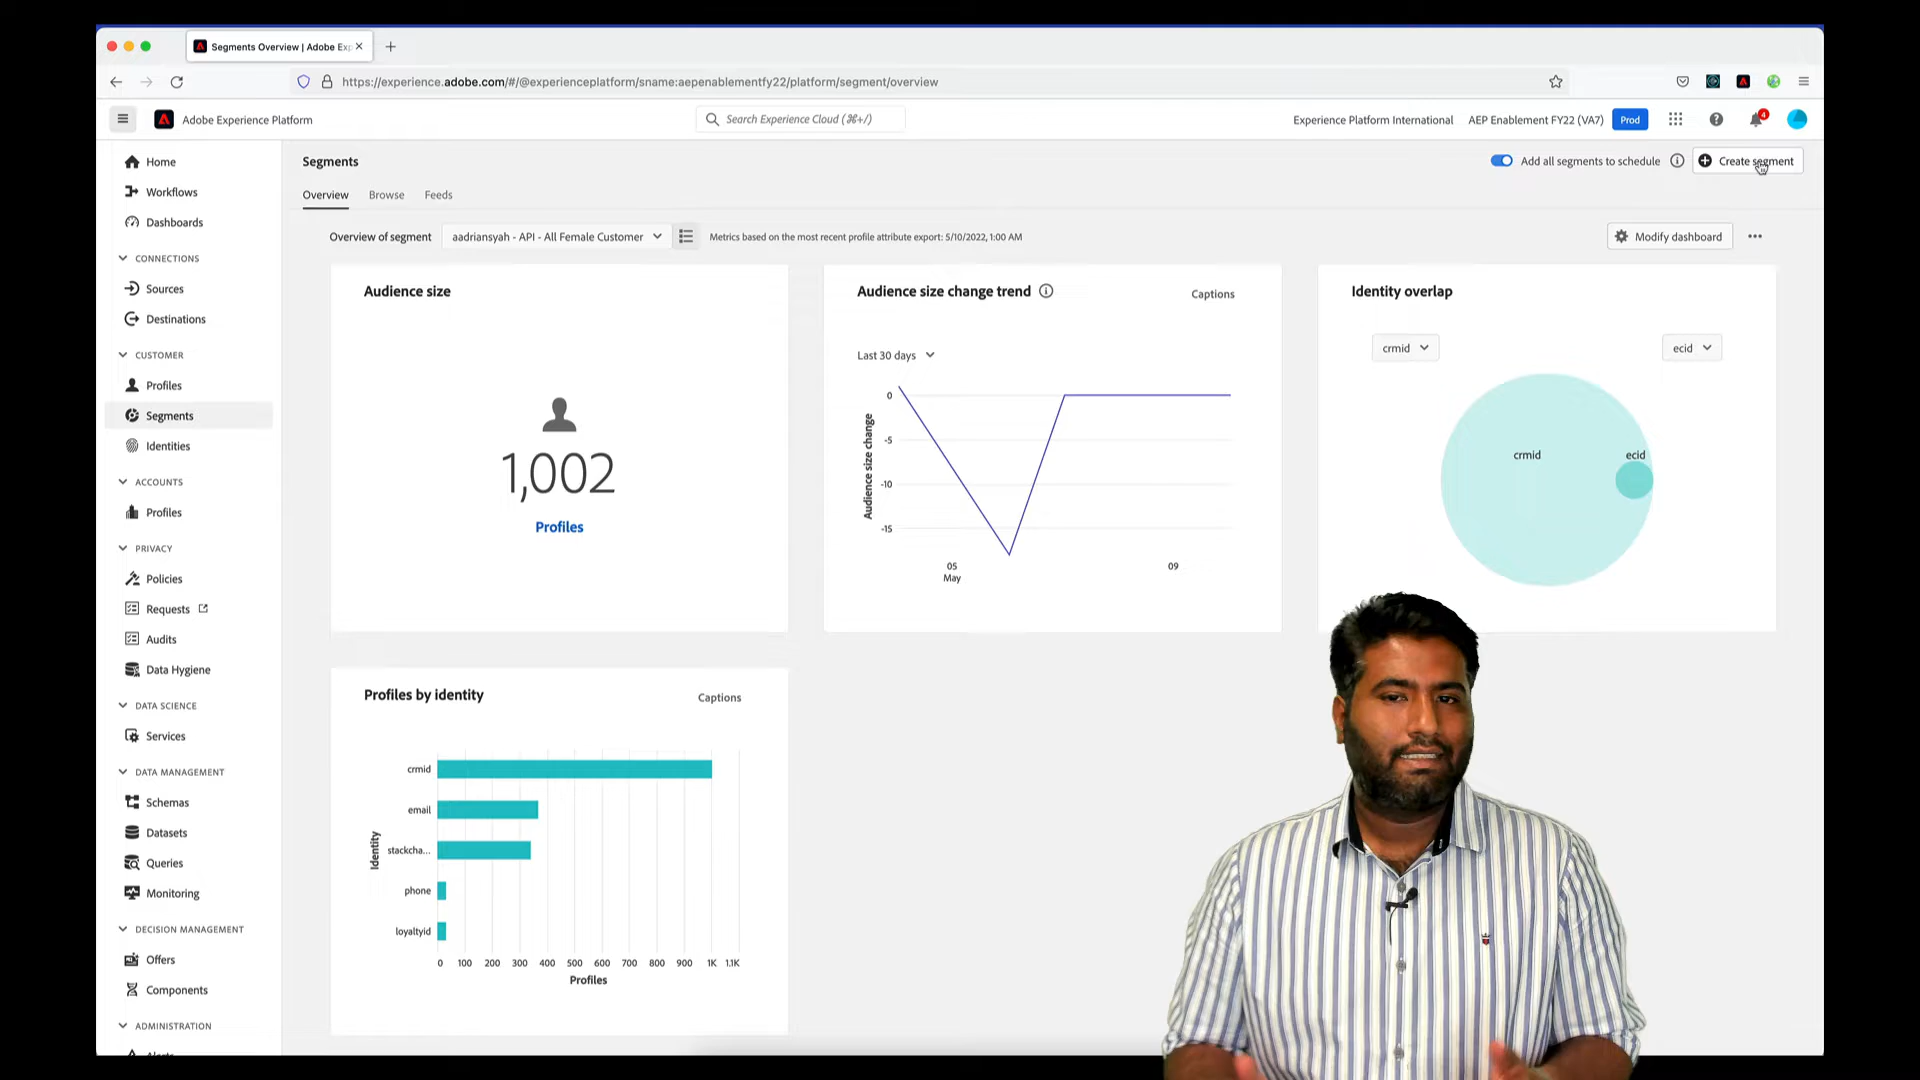 Segments Overview | Adobe Exp
https://experience.adobe.com/#/@experienceplatform/sname:aepenablementfy22/platform/segment/overview
Adobe Experience Platform
Search Experience Cloud (⌘+/)
Experience Platform International
AEP Enablement FY22 (VA7)
Prod
4
Home
Workflows
Dashboards
CONNECTIONS
Sources
Destinations
CUSTOMER
Profiles
Segments
Identities
ACCOUNTS
Profiles
PRIVACY
Policies
Requests
Audits
Data Hygiene
DATA SCIENCE
Services
DATA MANAGEMENT
Schemas
Datasets
Queries
Monitoring
DECISION MANAGEMENT
Offers
Components
ADMINISTRATION
Alerts
Segments
Add all segments to schedule
Create segment
Overview
Browse
Feeds
Overview of segment
aadriansyah - API - All Female Customer
Metrics based on the most recent profile attribute export: 5/10/2022, 1:00 AM
Modify dashboard
Audience size
1,002
Profiles
Audience size change trend
Captions
Last 30 days
Audience size change
0
-5
-10
-15
05
May
09
Identity overlap
crmid
ecid
crmid
ecid
Profiles by identity
Captions
Identity
crmid
email
stackcha...
phone
loyaltyid
0 100 200 300 400 500 600 700 800 900 1K 1.1K
Profiles